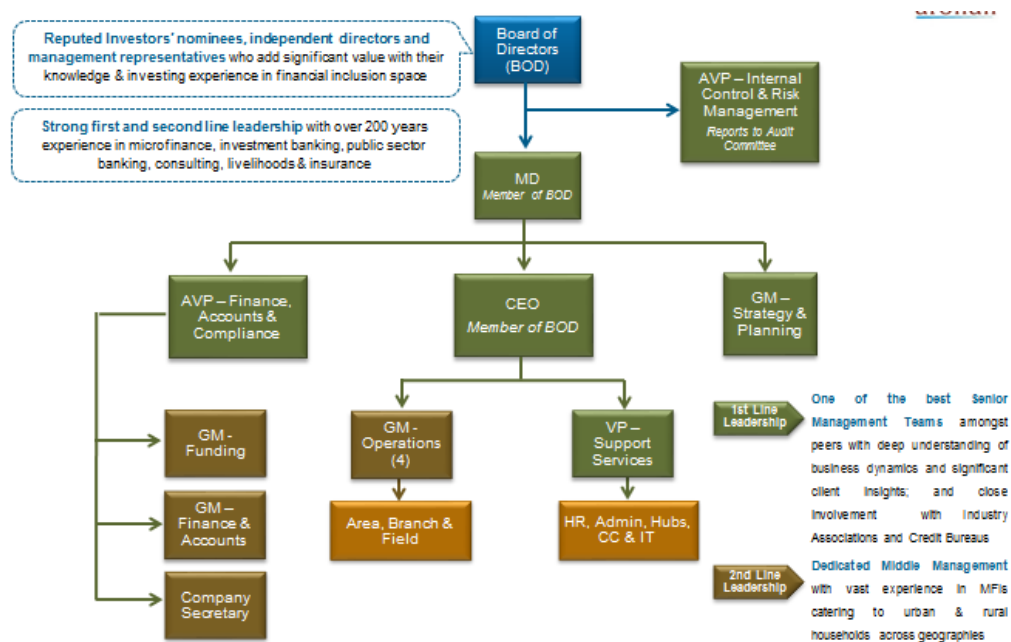 Reputed Investors' nominees, independent directors and
management representatives who add significant value with their
knowledge & investing experience in financial inclusion space
Board of
Directors
(BOD)
AVP – Internal
Control & Risk
Management
Reports to Audit
Committee
Strong first and second line leadership with over 200 years
experience in microfinance, investment banking, public sector
banking, consulting, livelihoods & insurance
MD
Member of BOD
AVP – Finance,
Accounts &
Compliance
CEO
Member of BOD
GM –
Strategy &
Planning
GM -
Funding
GM -
Operations
(4)
VP –
Support
Services
1st Line
Leadership
One of the best Senior
Management Teams amongst
peers with deep understanding of
business dynamics and significant
client insights; and close
involvement with Industry
Associations and Credit Bureaus
GM –
Finance &
Accounts
Area, Branch &
Field
HR, Admin, Hubs,
CC & IT
Company
Secretary
2nd Line
Leadership
Dedicated Middle Management
with vast experience in MFIs
catering to urban & rural
households across geographies